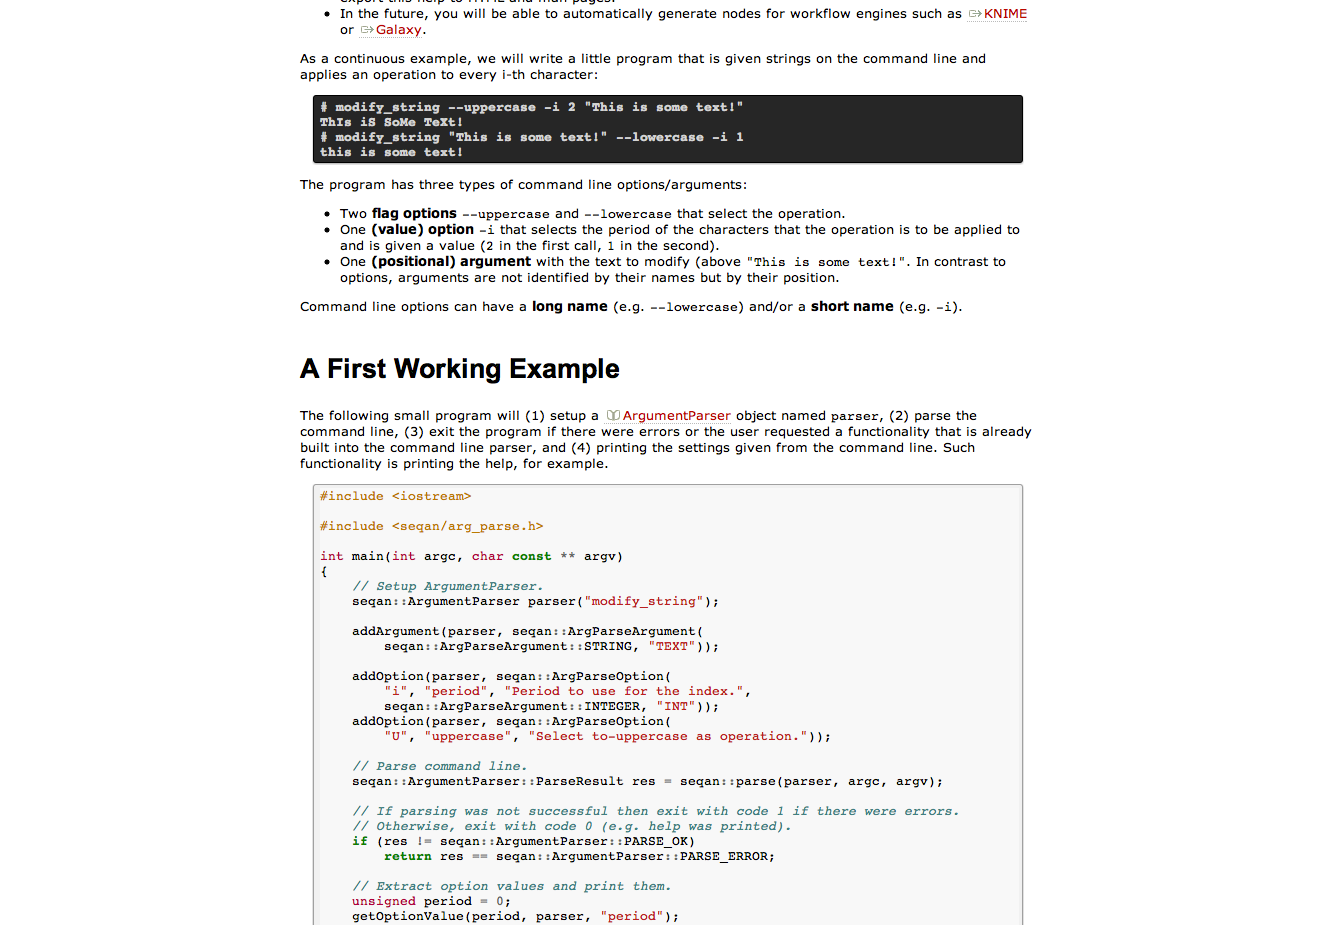 In the future, you will be able to automatically generate nodes for workflow engines such as KNIME
or Galaxy.
As a continuous example, we will write a little program that is given strings on the command line and
applies an operation to every i-th character:
# modify_string --uppercase -i 2 "This is some text!"
ThIs iS SoMe TeXt!
# modify_string "This is some text!" --lowercase -i 1
this is some text!
The program has three types of command line options/arguments:
Two flag options --uppercase and --lowercase that select the operation.
One (value) option -i that selects the period of the characters that the operation is to be applied to
and is given a value (2 in the first call, 1 in the second).
One (positional) argument with the text to modify (above "This is some text!". In contrast to
options, arguments are not identified by their names but by their position.
Command line options can have a long name (e.g. --lowercase) and/or a short name (e.g. -i).
A First Working Example
The following small program will (1) setup a ArgumentParser object named parser, (2) parse the
command line, (3) exit the program if there were errors or the user requested a functionality that is already
built into the command line parser, and (4) printing the settings given from the command line. Such
functionality is printing the help, for example.
#include <iostream>
#include <seqan/arg_parse.h>
int main(int argc, char const ** argv)
{
// Setup ArgumentParser.
seqan::ArgumentParser parser("modify_string");
addArgument(parser, seqan::ArgParseArgument(
seqan::ArgParseArgument::STRING, "TEXT"));
addOption(parser, seqan::ArgParseOption(
"i", "period", "Period to use for the index.",
seqan::ArgParseArgument::INTEGER, "INT"));
addOption(parser, seqan::ArgParseOption(
"U", "uppercase", "Select to-uppercase as operation."));
// Parse command line.
seqan::ArgumentParser::ParseResult res = seqan::parse(parser, argc, argv);
// If parsing was not successful then exit with code 1 if there were errors.
// Otherwise, exit with code 0 (e.g. help was printed).
if (res != seqan::ArgumentParser::PARSE_OK)
return res == seqan::ArgumentParser::PARSE_ERROR;
// Extract option values and print them.
unsigned period = 0;
getOptionValue(period, parser, "period");